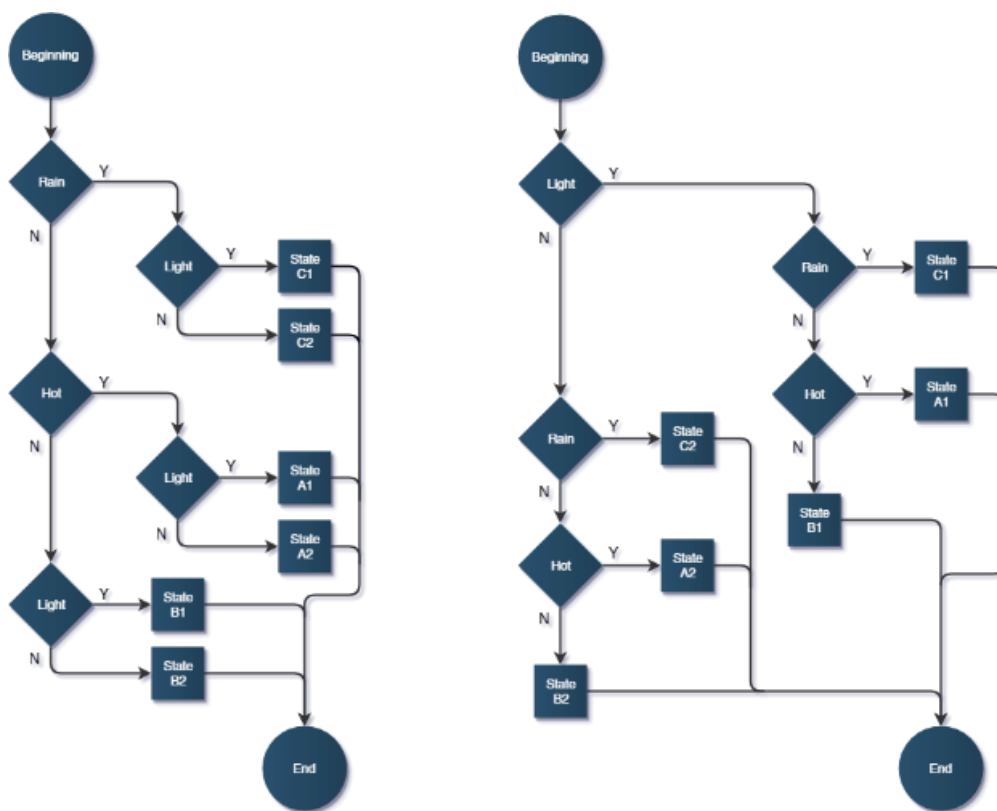 Beginning
Rain
Y
N
Light
Y
State
C1
N
State
C2
Hot
Y
N
Light
Y
State
A1
N
State
A2
Light
Y
State
B1
N
State
B2
End
Beginning
Light
Y
N
Rain
Y
State
C1
N
Hot
Y
State
A1
N
State
B1
Rain
Y
State
C2
N
Hot
Y
State
A2
N
State
B2
End